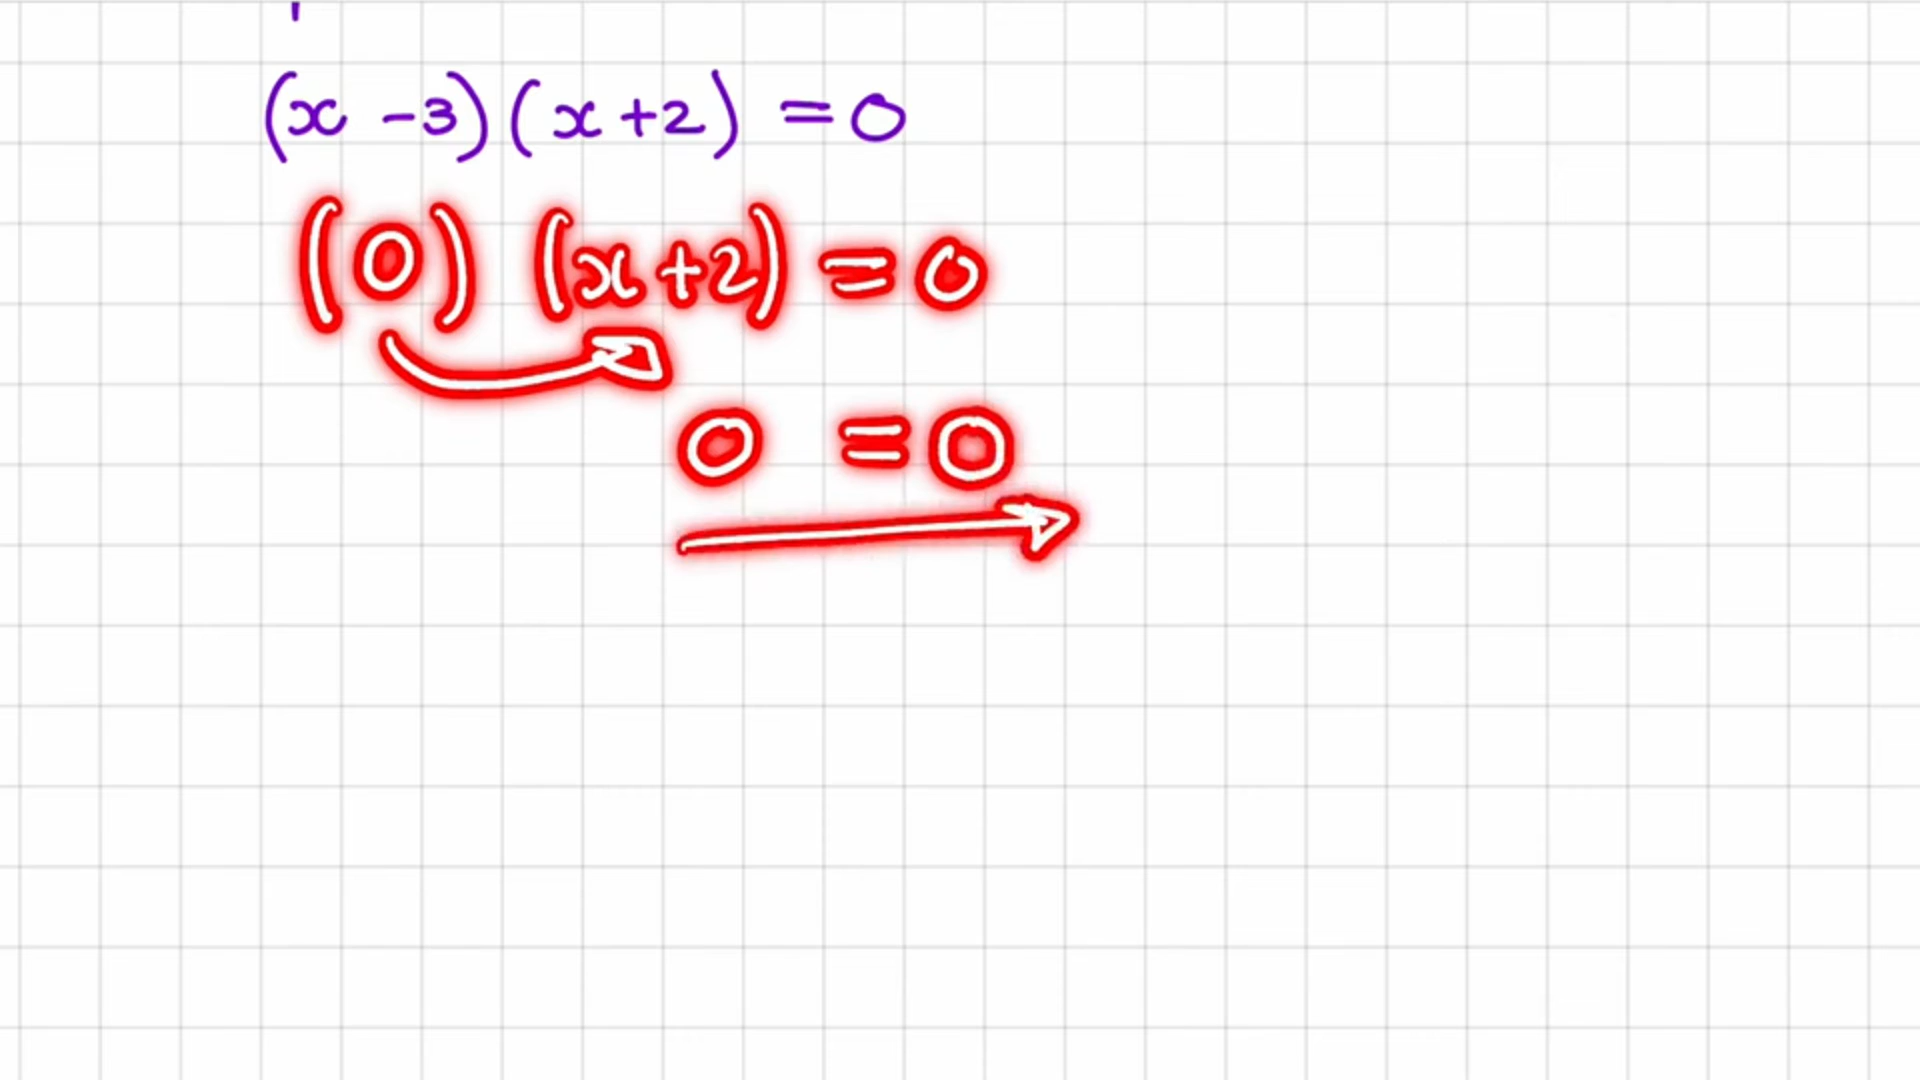 (x - 3)(x + 2) = 0
(0) (x + 2) = 0
0 = 0